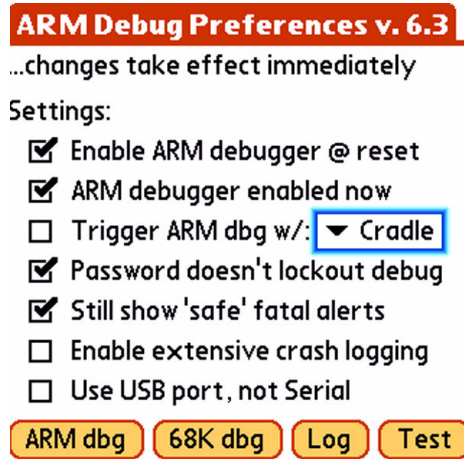 ARM Debug Preferences v. 6.3
...changes take effect immediately
Settings:
Enable ARM debugger @ reset
ARM debugger enabled now
Trigger ARM dbg w/: Cradle
Password doesn't lockout debug
Still show 'safe' fatal alerts
Enable extensive crash logging
Use USB port, not Serial
ARM dbg 68K dbg Log Test